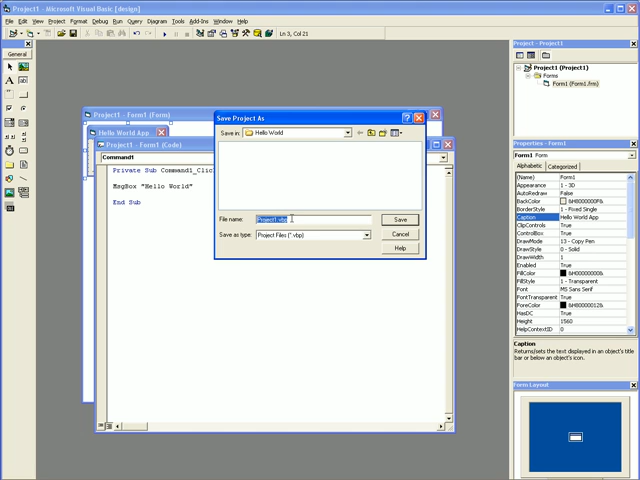 Project1 - Microsoft Visual Basic [design]
File Edit View Project Format Debug Run Query Diagram Tools Add-Ins Window Help
Ln 3, Col 21
General
A
ab
Project1 - Form1 (Form)
Hello World App
Project1 - Form1 (Code)
Command1
Private Sub Command1_Clic
MsgBox "Hello World"
End Sub
Save Project As
Save in: Hello World
File name: Project1.vbp
Save as type: Project Files (*.vbp)
Save
Cancel
Help
Project - Project1
Project1 (Project1)
Forms
Form1 (Form1.frm)
Properties - Form1
Form1 Form
Alphabetic Categorized
(Name) Form1
Appearance 1 - 3D
AutoRedraw False
BackColor &H8000000F&
BorderStyle 1 - Fixed Single
Caption Hello World App
ClipControls True
ControlBox True
DrawMode 13 - Copy Pen
DrawStyle 0 - Solid
DrawWidth 1
Enabled True
FillColor &H00000000&
FillStyle 1 - Transparent
Font MS Sans Serif
FontTransparent True
ForeColor &H80000012&
HasDC True
Height 1560
HelpContextID 0
Caption
Returns/sets the text displayed in an object's title bar or below an object's icon.
Form Layout